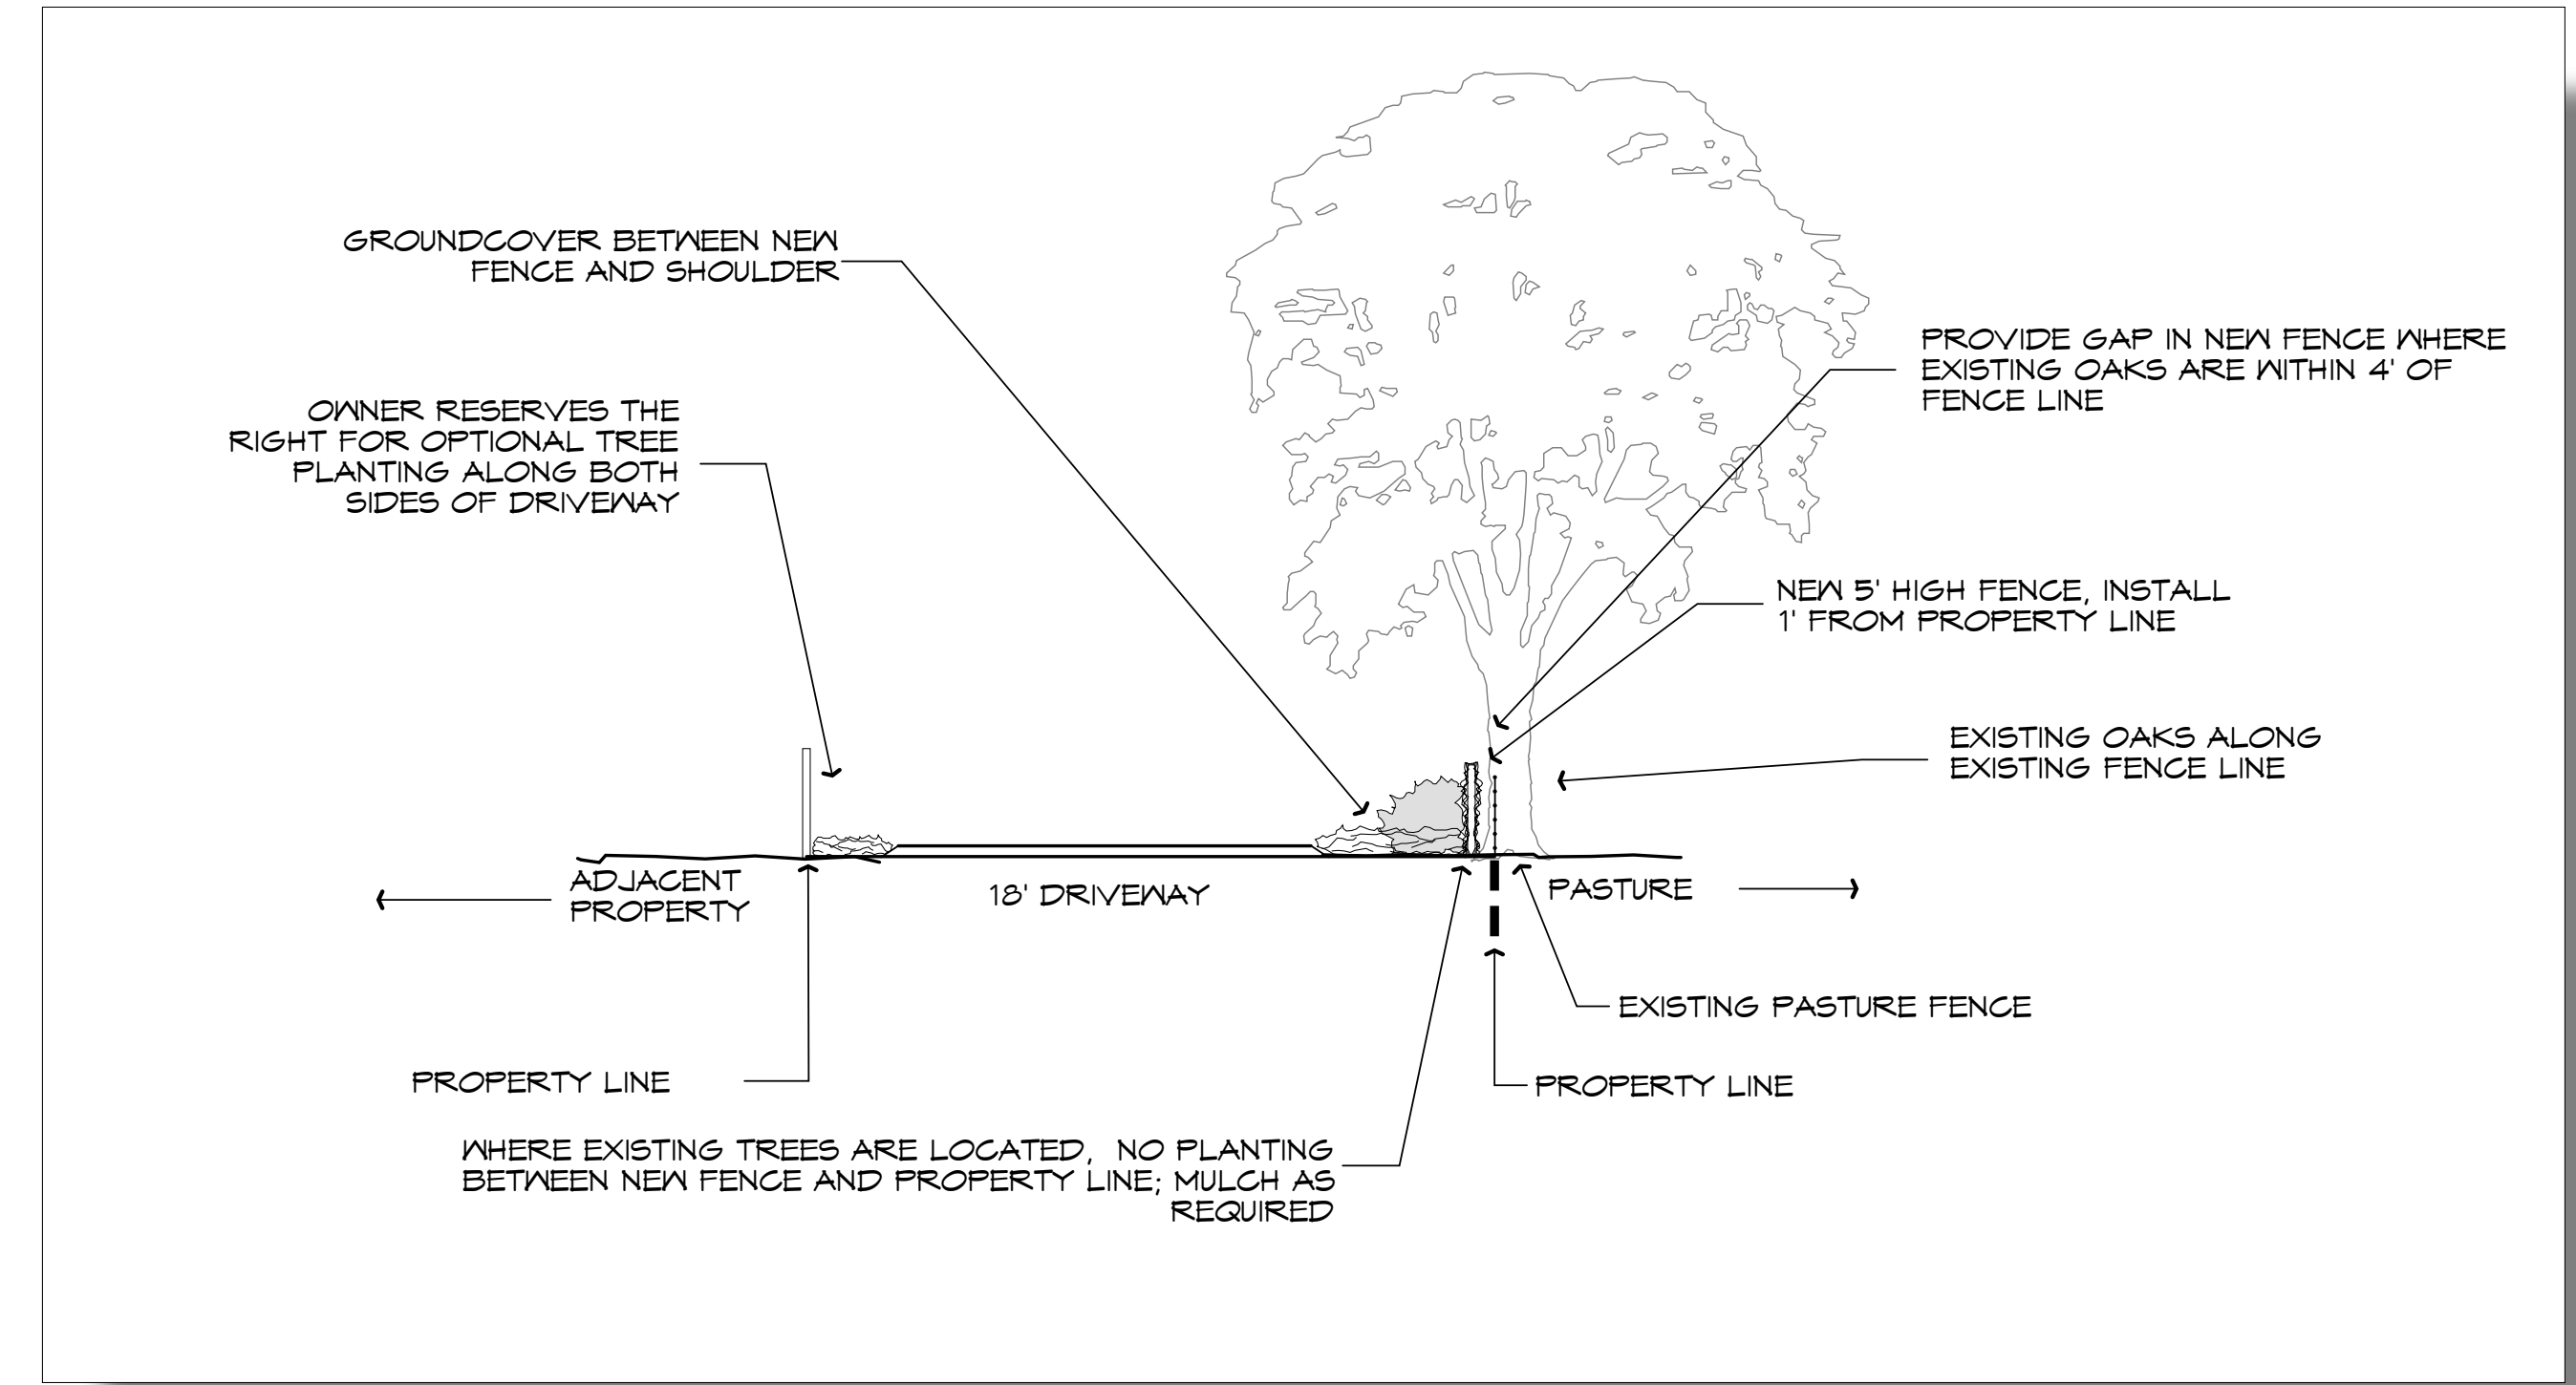 GROUNDCOVER BETWEEN NEW
FENCE AND SHOULDER
OWNER RESERVES THE
RIGHT FOR OPTIONAL TREE
PLANTING ALONG BOTH
SIDES OF DRIVEWAY
PROVIDE GAP IN NEW FENCE WHERE
EXISTING OAKS ARE WITHIN 4' OF
FENCE LINE
NEW 5' HIGH FENCE, INSTALL
1' FROM PROPERTY LINE
EXISTING OAKS ALONG
EXISTING FENCE LINE
ADJACENT
PROPERTY
18' DRIVEWAY
PASTURE
EXISTING PASTURE FENCE
PROPERTY LINE
PROPERTY LINE
WHERE EXISTING TREES ARE LOCATED, NO PLANTING
BETWEEN NEW FENCE AND PROPERTY LINE; MULCH AS
REQUIRED